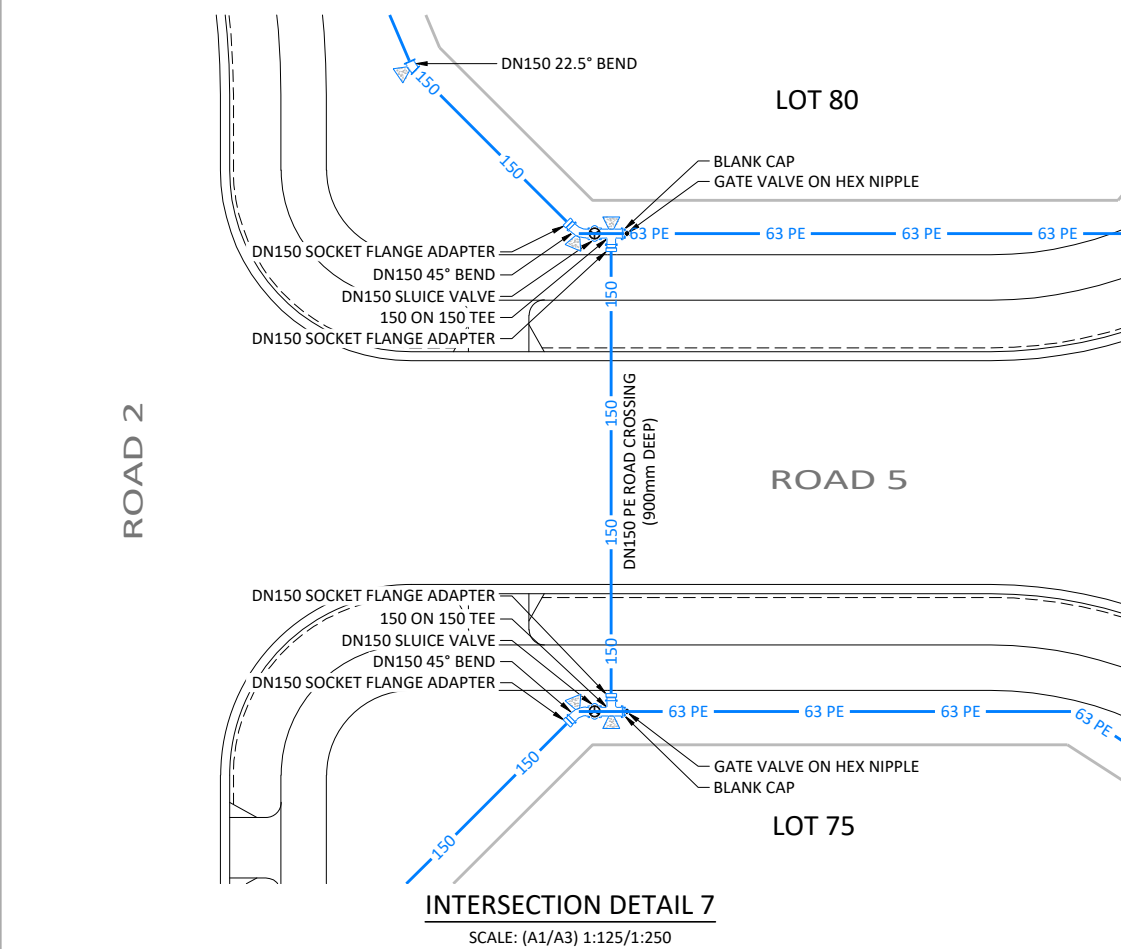 DN150 22.5° BEND
150
LOT 80
150
BLANK CAP
GATE VALVE ON HEX NIPPLE
63 PE
63 PE
63 PE
63 PE
DN150 SOCKET FLANGE ADAPTER
DN150 45° BEND
DN150 SLUICE VALVE
150 ON 150 TEE
DN150 SOCKET FLANGE ADAPTER
150
150
150
150
DN150 PE ROAD CROSSING
(900mm DEEP)
ROAD 2
ROAD 5
DN150 SOCKET FLANGE ADAPTER
150 ON 150 TEE
DN150 SLUICE VALVE
DN150 45° BEND
DN150 SOCKET FLANGE ADAPTER
63 PE
63 PE
63 PE
63 PE
150
GATE VALVE ON HEX NIPPLE
BLANK CAP
LOT 75
150
INTERSECTION DETAIL 7
SCALE: (A1/A3) 1:125/1:250